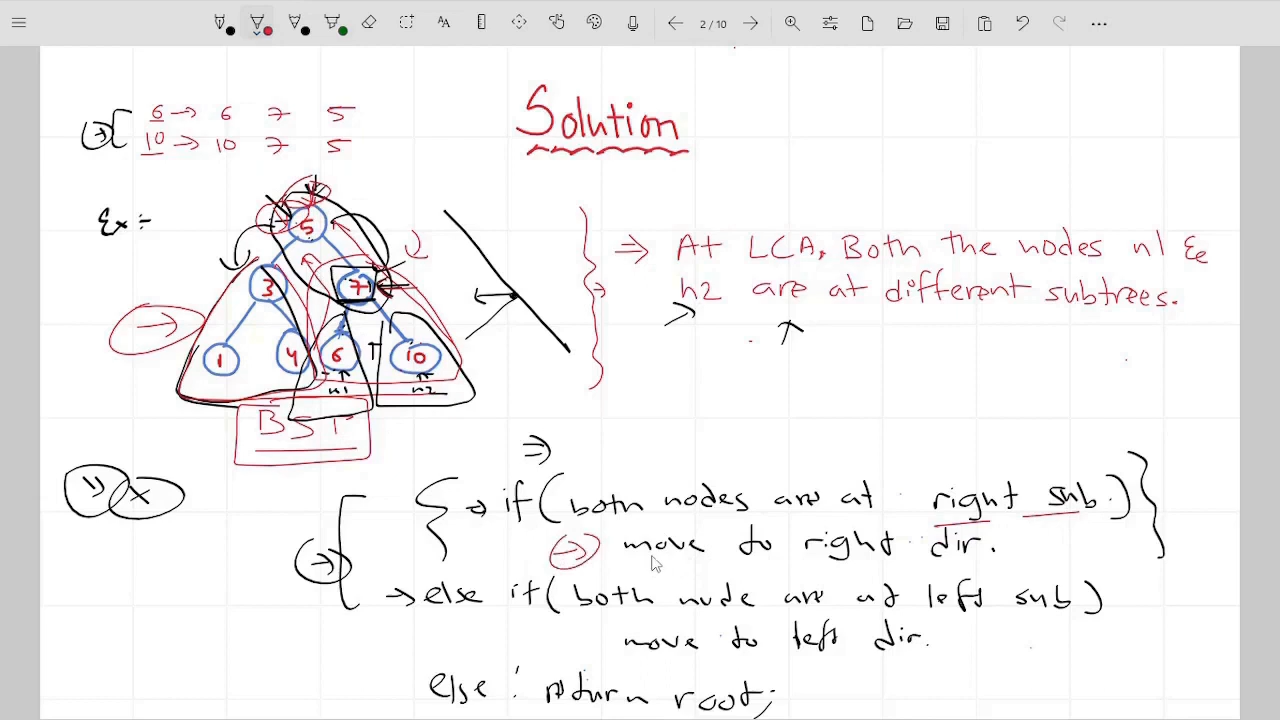 2/10
6 → 6 7 5
10 → 10 7 5
Solution
Ex :-
5
3 7
1 4 6 10
n1 n2
BST
⇒ At LCA, Both the nodes n1 &
n2 are at different subtrees.
⇒ if (both nodes are at right sub.)
⇒ move to right dir.
→ else if (both node are at left sub)
move to left dir.
else : return root;